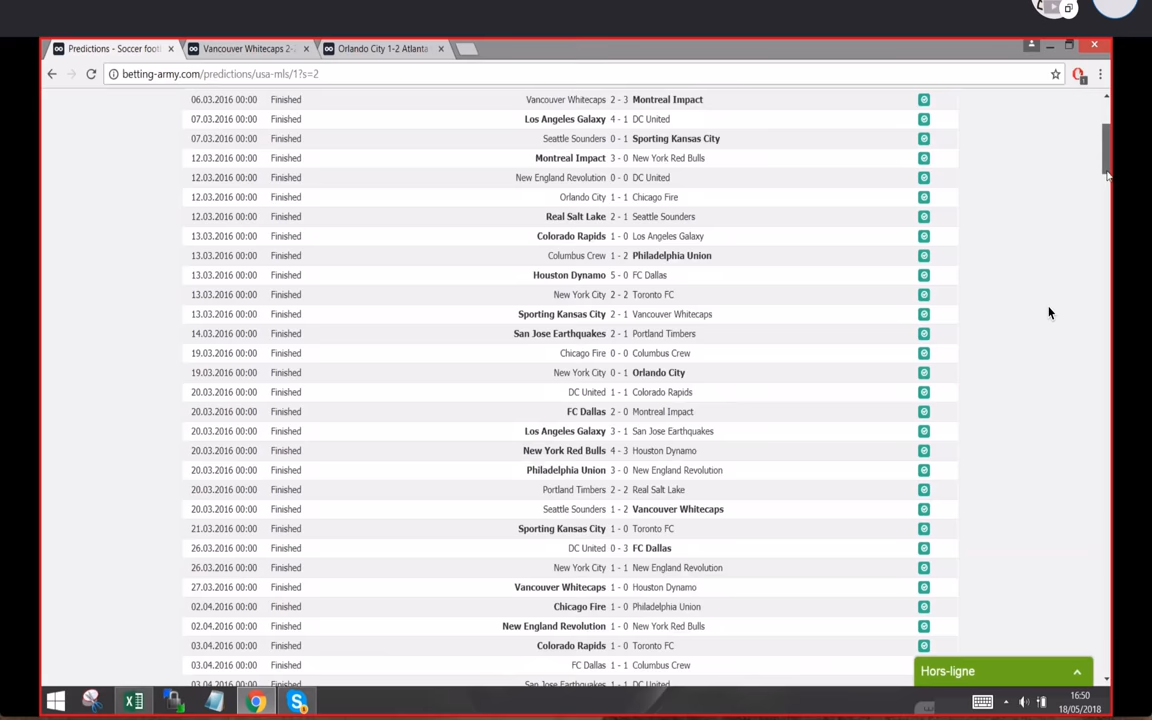 Predictions - Soccer footl
Vancouver Whitecaps 2-
Orlando City 1-2 Atlanta
betting-army.com/predictions/usa-mls/1?s=2
06.03.2016 00:00 Finished Vancouver Whitecaps 2 - 3 Montreal Impact
07.03.2016 00:00 Finished Los Angeles Galaxy 4 - 1 DC United
07.03.2016 00:00 Finished Seattle Sounders 0 - 1 Sporting Kansas City
12.03.2016 00:00 Finished Montreal Impact 3 - 0 New York Red Bulls
12.03.2016 00:00 Finished New England Revolution 0 - 0 DC United
12.03.2016 00:00 Finished Orlando City 1 - 1 Chicago Fire
12.03.2016 00:00 Finished Real Salt Lake 2 - 1 Seattle Sounders
13.03.2016 00:00 Finished Colorado Rapids 1 - 0 Los Angeles Galaxy
13.03.2016 00:00 Finished Columbus Crew 1 - 2 Philadelphia Union
13.03.2016 00:00 Finished Houston Dynamo 5 - 0 FC Dallas
13.03.2016 00:00 Finished New York City 2 - 2 Toronto FC
13.03.2016 00:00 Finished Sporting Kansas City 2 - 1 Vancouver Whitecaps
14.03.2016 00:00 Finished San Jose Earthquakes 2 - 1 Portland Timbers
19.03.2016 00:00 Finished Chicago Fire 0 - 0 Columbus Crew
19.03.2016 00:00 Finished New York City 0 - 1 Orlando City
20.03.2016 00:00 Finished DC United 1 - 1 Colorado Rapids
20.03.2016 00:00 Finished FC Dallas 2 - 0 Montreal Impact
20.03.2016 00:00 Finished Los Angeles Galaxy 3 - 1 San Jose Earthquakes
20.03.2016 00:00 Finished New York Red Bulls 4 - 3 Houston Dynamo
20.03.2016 00:00 Finished Philadelphia Union 3 - 0 New England Revolution
20.03.2016 00:00 Finished Portland Timbers 2 - 2 Real Salt Lake
20.03.2016 00:00 Finished Seattle Sounders 1 - 2 Vancouver Whitecaps
21.03.2016 00:00 Finished Sporting Kansas City 1 - 0 Toronto FC
26.03.2016 00:00 Finished DC United 0 - 3 FC Dallas
26.03.2016 00:00 Finished New York City 1 - 1 New England Revolution
27.03.2016 00:00 Finished Vancouver Whitecaps 1 - 0 Houston Dynamo
02.04.2016 00:00 Finished Chicago Fire 1 - 0 Philadelphia Union
02.04.2016 00:00 Finished New England Revolution 1 - 0 New York Red Bulls
03.04.2016 00:00 Finished Colorado Rapids 1 - 0 Toronto FC
03.04.2016 00:00 Finished FC Dallas 1 - 1 Columbus Crew
03.04.2016 00:00 Finished San Jose Earthquakes 1 - 1 DC United
Hors-ligne
16:50
18/05/2018